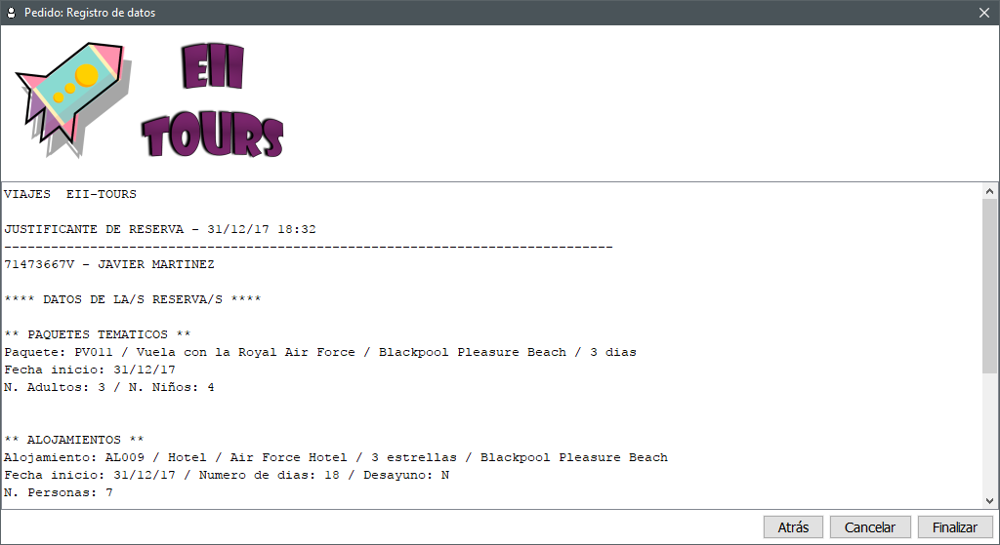 Pedido: Registro de datos
EII
TOURS
VIAJES  EII-TOURS
JUSTIFICANTE DE RESERVA - 31/12/17 18:32
------------------------------------------------------------------------------
71473667V - JAVIER MARTINEZ
**** DATOS DE LA/S RESERVA/S ****
** PAQUETES TEMATICOS **
Paquete: PV011 / Vuela con la Royal Air Force / Blackpool Pleasure Beach / 3 dias
Fecha inicio: 31/12/17
N. Adultos: 3 / N. Niños: 4
** ALOJAMIENTOS **
Alojamiento: AL009 / Hotel / Air Force Hotel / 3 estrellas / Blackpool Pleasure Beach
Fecha inicio: 31/12/17 / Numero de dias: 18 / Desayuno: N
N. Personas: 7
Atrás
Cancelar
Finalizar